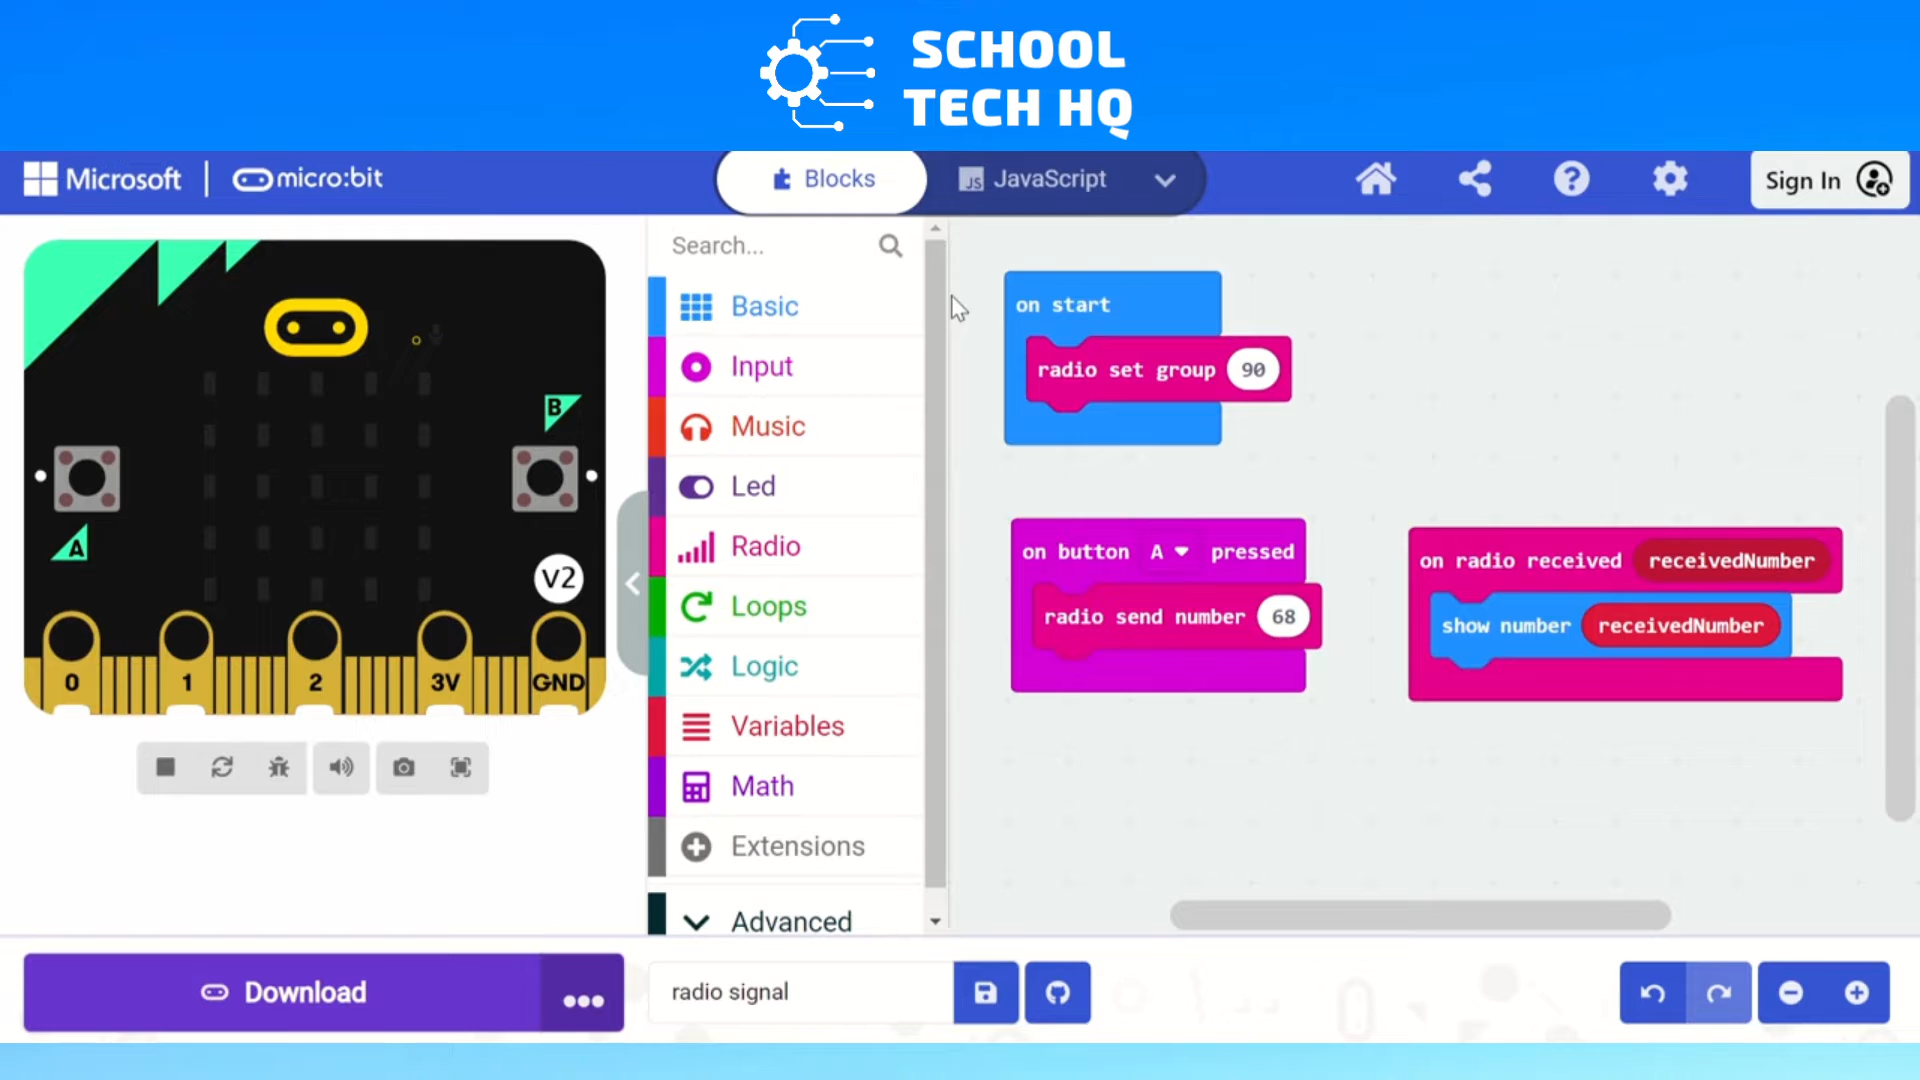 SCHOOL
TECH HQ
Microsoft
micro:bit
Blocks
JS JavaScript
Sign In
Search...
Basic
Input
Music
Led
Radio
Loops
Logic
Variables
Math
Extensions
Advanced
B
A
V2
0 1 2 3V GND
on start
radio set group 90
on button A pressed
radio send number 68
on radio received receivedNumber
show number receivedNumber
Download
radio signal